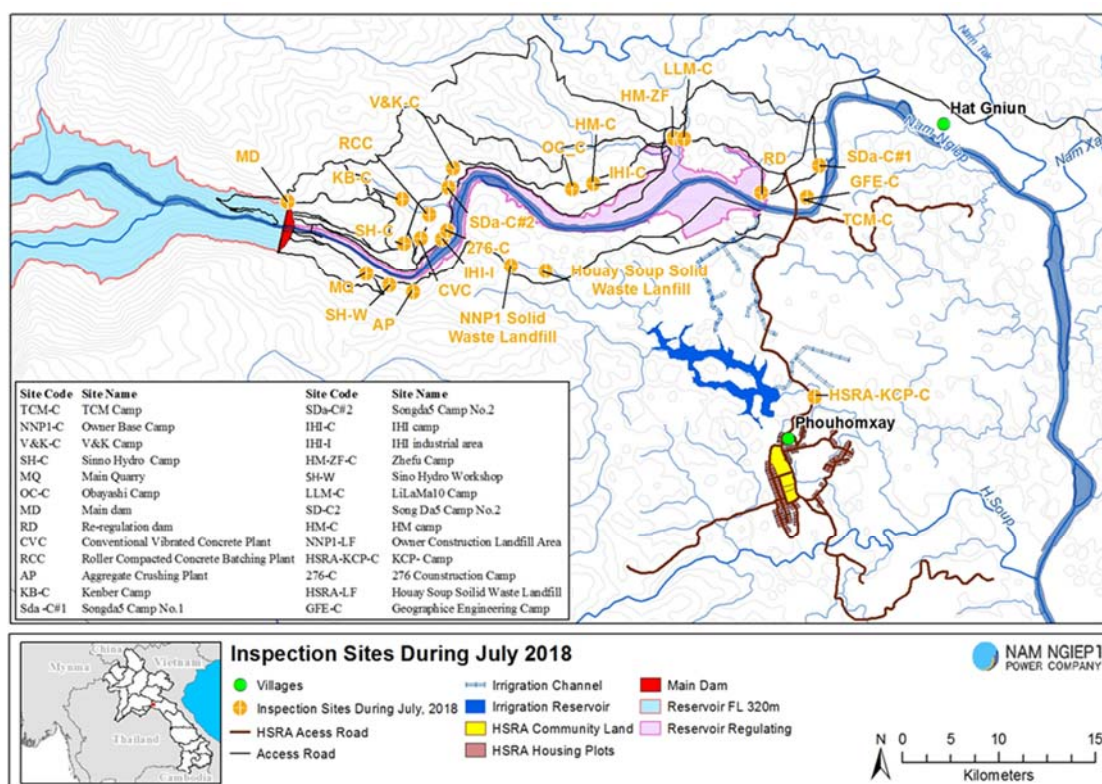 LLM-C
HM-ZF
V&K-C
HM-C
RCC
OC_C
MD
KB-C
IHI-C
RD
Hat Gniun
Nam Tak
Nam Ngiep
Nam Xa
SDa-C#1
GFE-C
TCM-C
SDa-C#2
SH-C
276-C
IHI-I
CVC
MQ
SH-W
AP
NNP1 Solid
Waste Landfill
Houay Soup Solid
Waste Lanfill
HSRA-KCP-C
Phouhomxay
H.Soup
Site Code Site Name Site Code Site Name
TCM-C TCM Camp SDa-C#2 Songda5 Camp No.2
NNP1-C Owner Base Camp IHI-C IHI camp
V&K-C V&K Camp IHI-I IHI industrial area
SH-C Sinno Hydro Camp HM-ZF-C Zhefu Camp
MQ Main Quarry SH-W Sino Hydro Workshop
OC-C Obayashi Camp LLM-C LiLaMa10 Camp
MD Main dam SD-C2 Song Da5 Camp No.2
RD Re-regulation dam HM-C HM camp
CVC Conventional Vibrated Concrete Plant NNP1-LF Owner Construction Landfill Area
RCC Roller Compacted Concrete Batching Plant HSRA-KCP-C KCP- Camp
AP Aggregate Crushing Plant 276-C 276 Counstruction Camp
KB-C Kenber Camp HSRA-LF Houay Soup Soilid Waste Landfill
Sda -C#1 Songda5 Camp No.1 GFE-C Geographice Engineering Camp
China
Mynma
Vietnam
Thailand
Cambodia
Inspection Sites During July 2018
Villages
Inspection Sites During July, 2018
HSRA Acess Road
Access Road
Irrigration Channel
Irrigation Reservoir
HSRA Community Land
HSRA Housing Plots
Main Dam
Reservoir FL 320m
Reservoir Regulating
NAM NGIEP1
POWER COMPANY
N
0 5 10 15
Kilometers